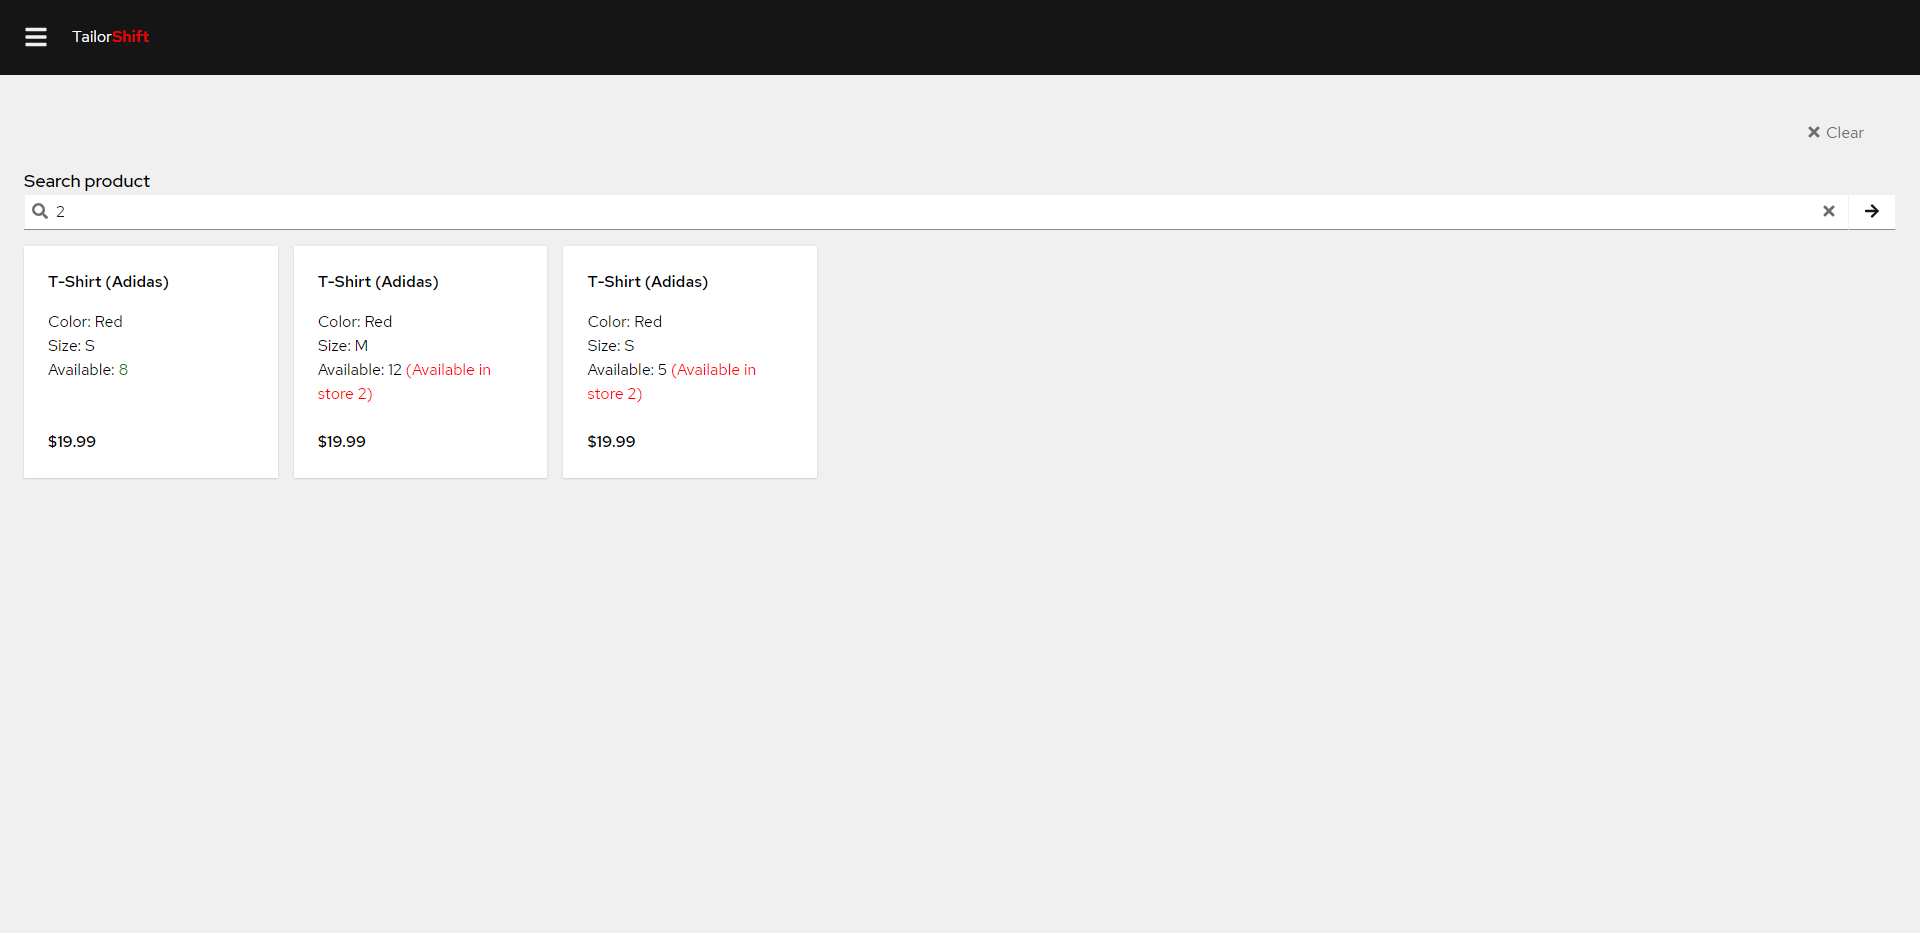 TailorShift
Clear
Search product
2
T-Shirt (Adidas)
Color: Red
Size: S
Available: 8
$19.99
T-Shirt (Adidas)
Color: Red
Size: M
Available: 12 (Available in
store 2)
$19.99
T-Shirt (Adidas)
Color: Red
Size: S
Available: 5 (Available in
store 2)
$19.99